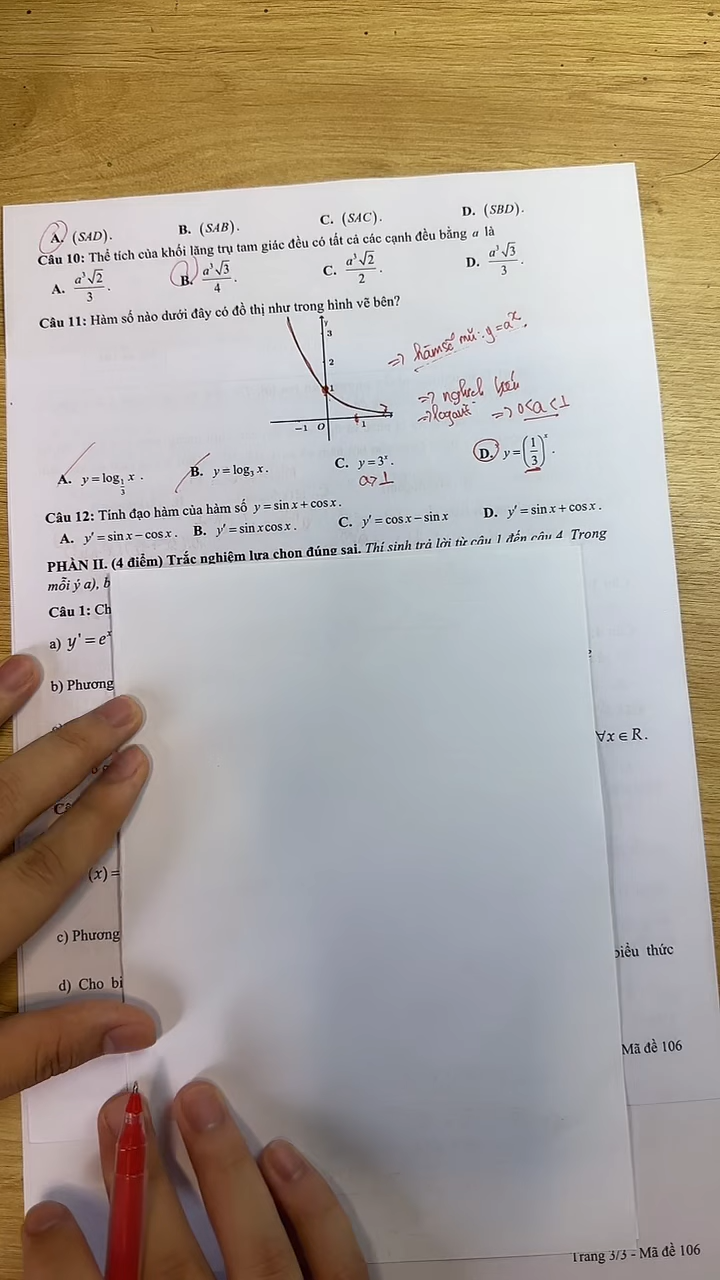 A. (SAD). B. (SAB). C. (SAC). D. (SBD).
Câu 10: Thể tích của khối lăng trụ tam giác đều có tất cả các cạnh đều bằng a là
A. a³√2/3. B. a³√3/4. C. a³√2/2. D. a³√3/3.
Câu 11: Hàm số nào dưới đây có đồ thị như trong hình vẽ bên?
y
3
2
1
-1 O 1
=> hàm số mũ: y=aˣ.
=> nghịch biến
=> 0<a<1
A. y = log_{1/3} x. B. y = log₃ x. C. y = 3ˣ. D. y = (1/3)ˣ.
a>1
Câu 12: Tính đạo hàm của hàm số y = sin x + cos x.
A. y' = sin x − cos x. B. y' = sin x cos x. C. y' = cos x − sin x D. y' = sin x + cos x.
PHẦN II. (4 điểm) Trắc nghiệm lựa chọn đúng sai. Thí sinh trả lời từ câu 1 đến câu 4. Trong
mỗi ý a), b
Câu 1: Ch
a) y' = eˣ
b) Phương
∀x ∈ R.
(x) =
c) Phương
biểu thức
d) Cho bi
Mã đề 106
Trang 3/3 - Mã đề 106